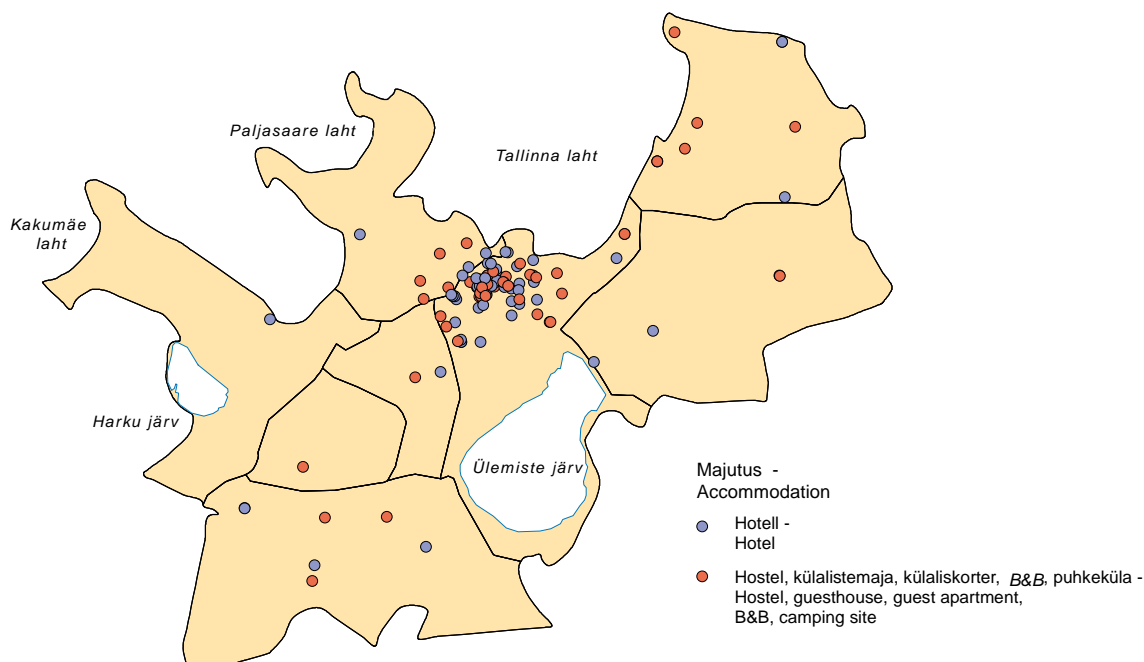 Paljasaare laht
Tallinna laht
Kakumäe
laht
Harku järv
Ülemiste järv
Majutus -
Accommodation
Hotell -
Hotel
Hostel, külalistemaja, külaliskorter, B&B, puhkeküla -
Hostel, guesthouse, guest apartment,
B&B, camping site